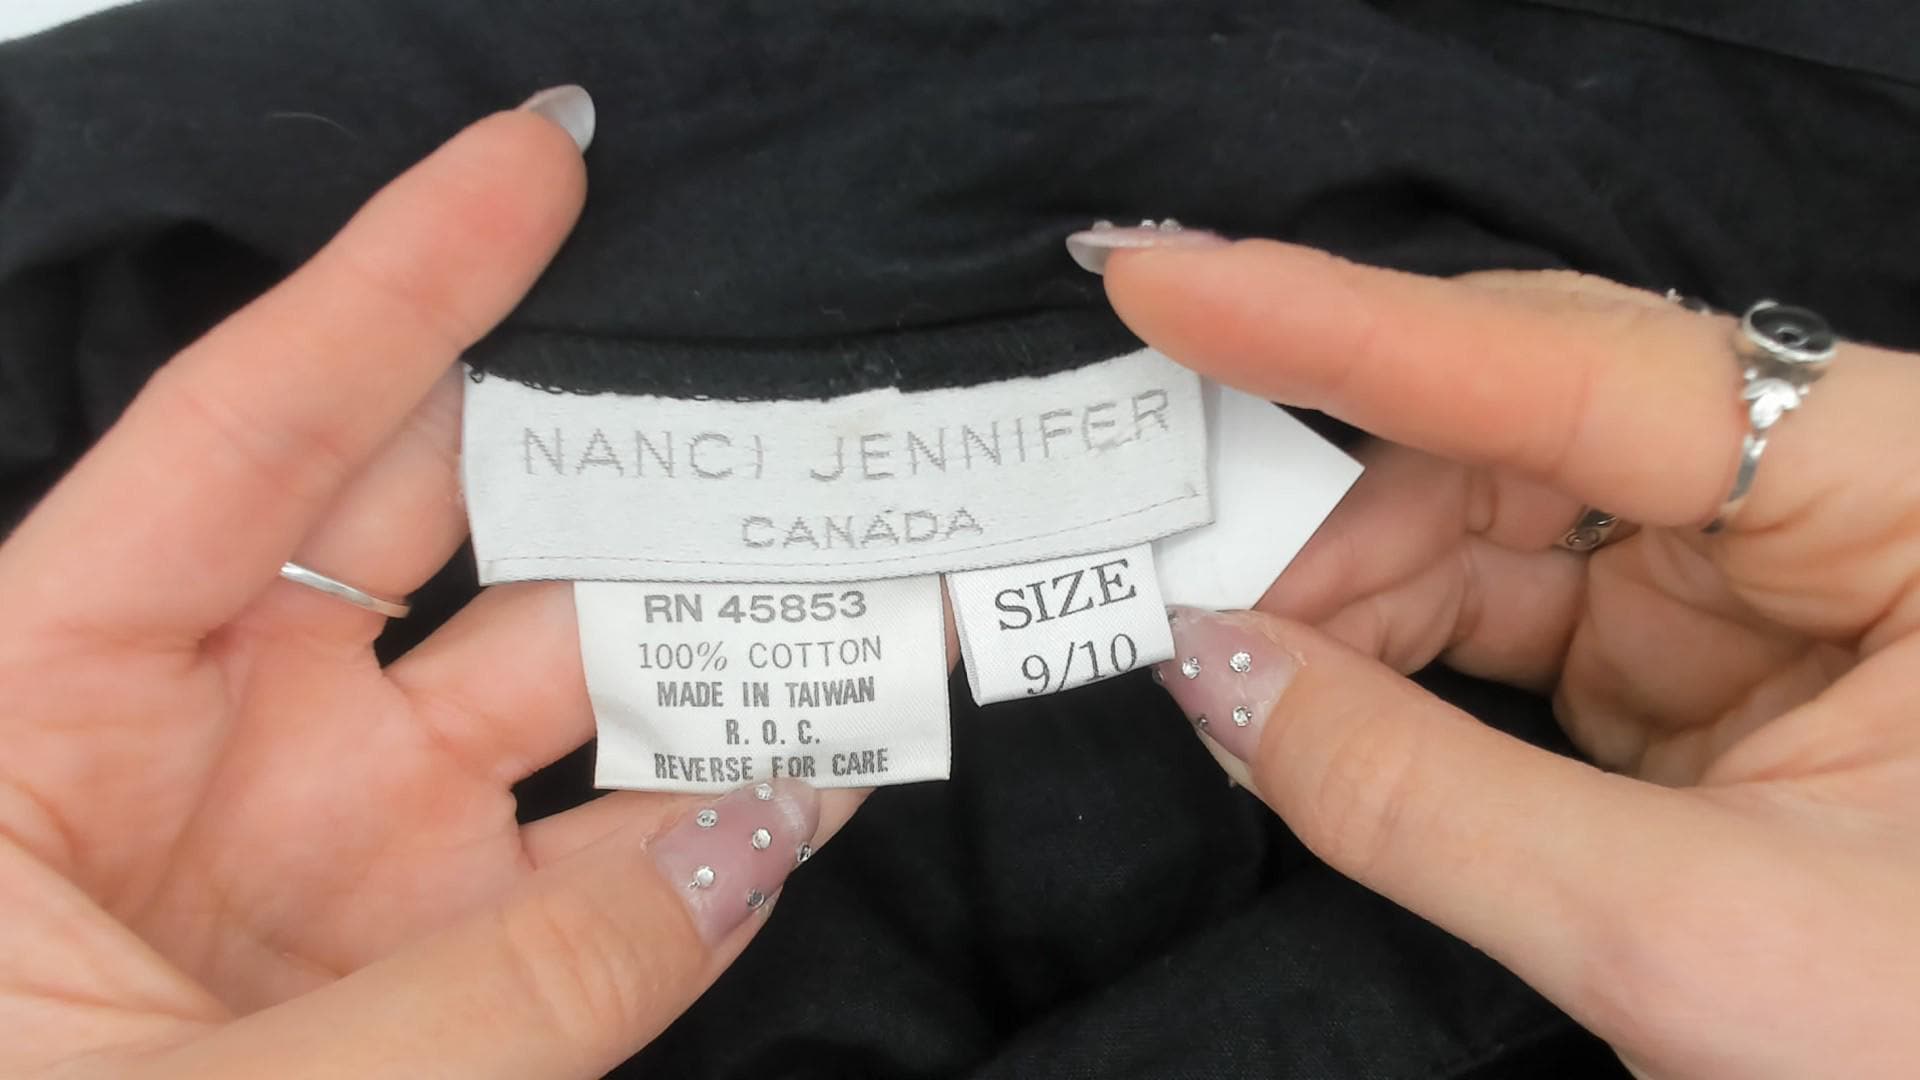 NANCI JENNIFER
CANADA
RN 45853
100% COTTON
MADE IN TAIWAN
R. O. C.
REVERSE FOR CARE
SIZE
9/10